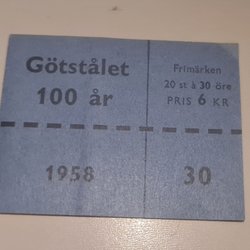 Götstålet
100 år
Frimärken
20 st à 30 öre
PRIS 6 KR
1958
30